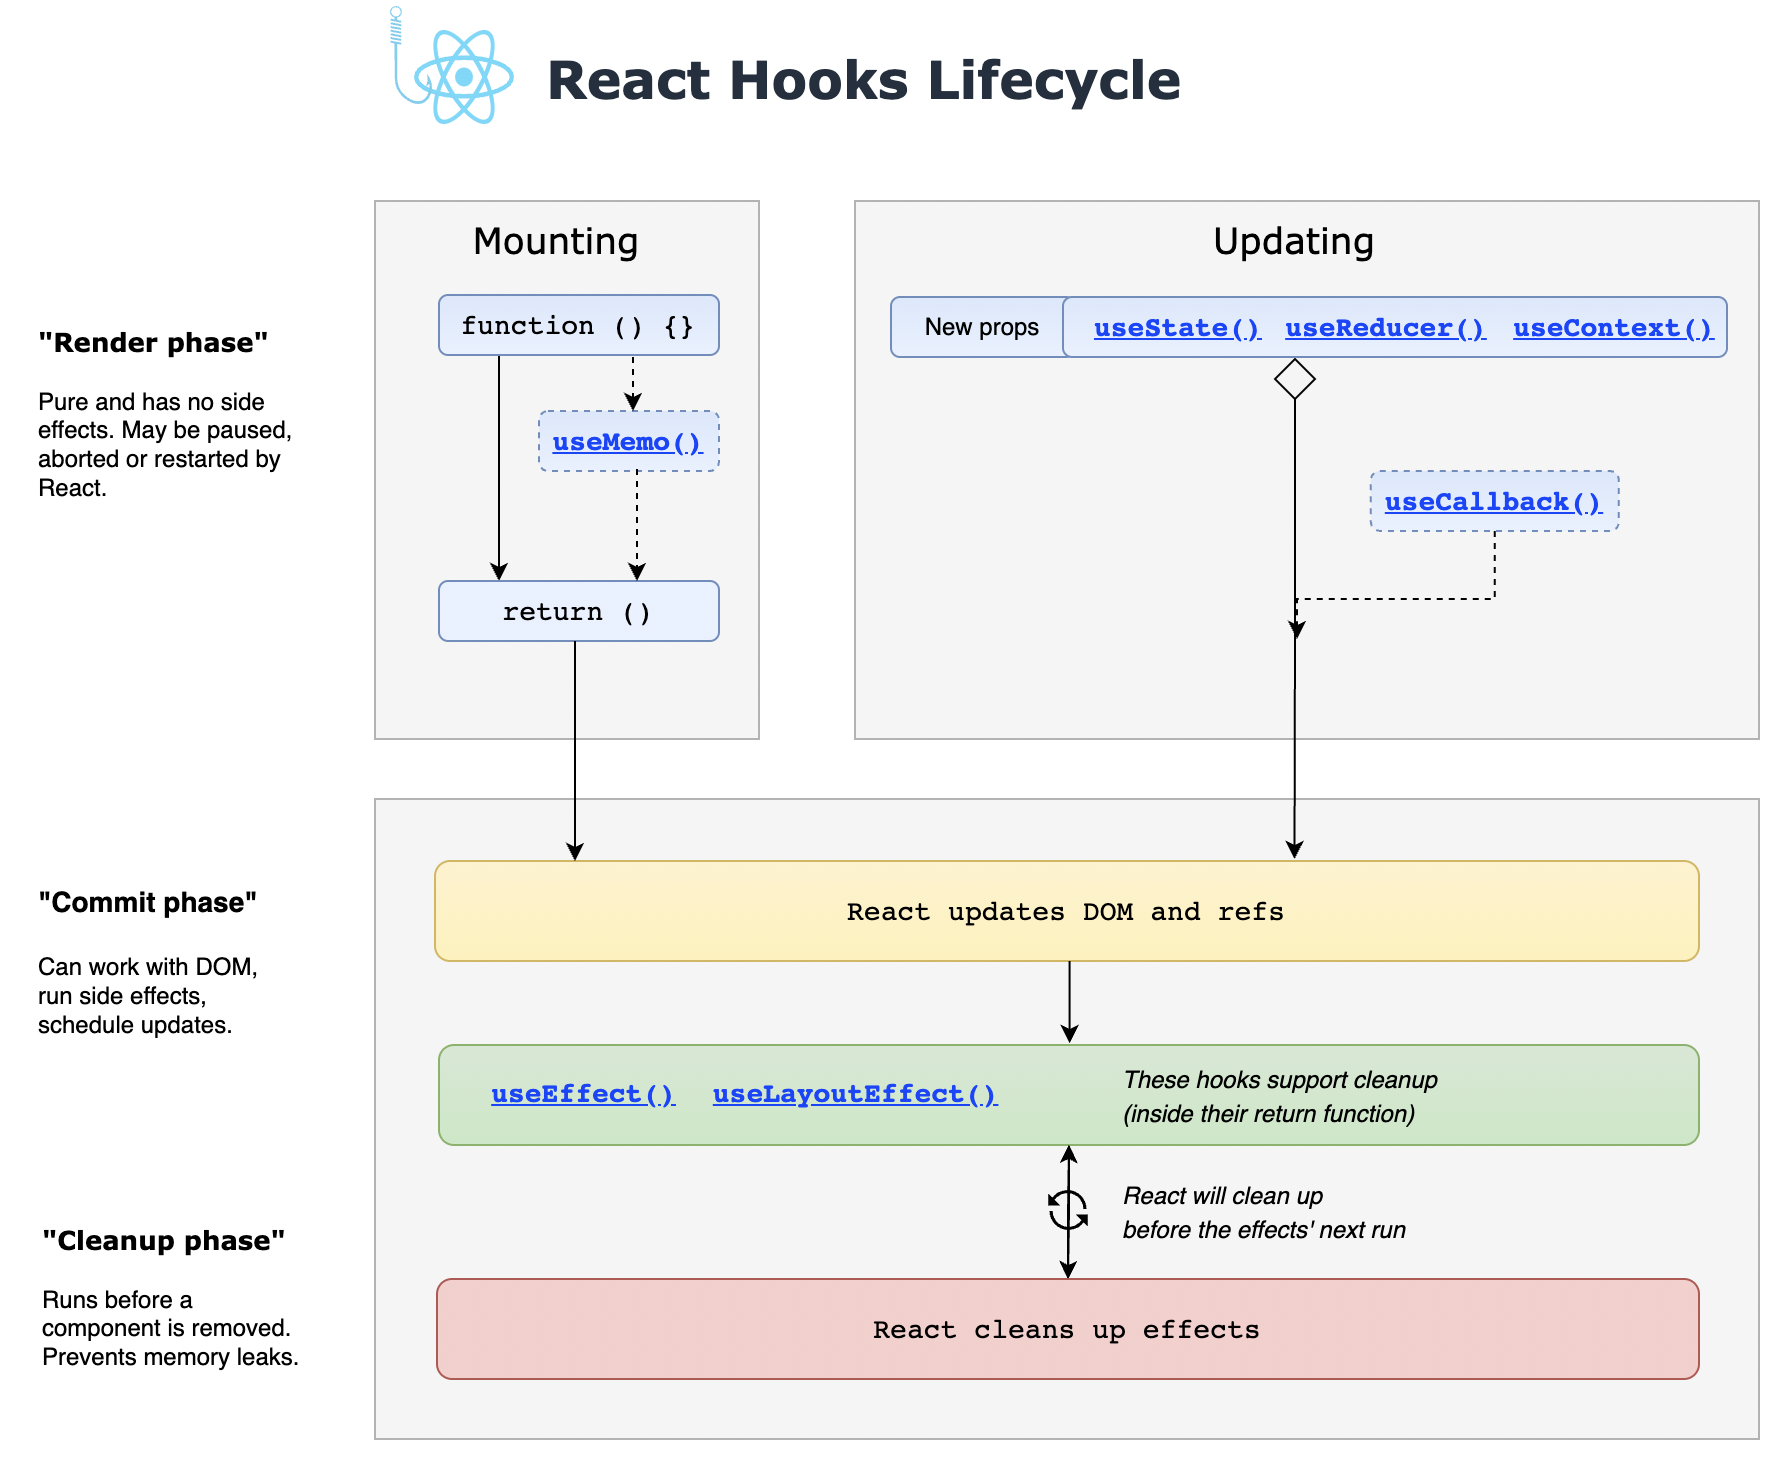 React Hooks Lifecycle
Mounting
Updating
"Render phase"
Pure and has no side
effects. May be paused,
aborted or restarted by
React.
function () {}
useMemo()
return ()
New props
useState() useReducer() useContext()
useCallback()
"Commit phase"
Can work with DOM,
run side effects,
schedule updates.
React updates DOM and refs
useEffect() useLayoutEffect()
These hooks support cleanup
(inside their return function)
React will clean up
before the effects' next run
"Cleanup phase"
Runs before a
component is removed.
Prevents memory leaks.
React cleans up effects